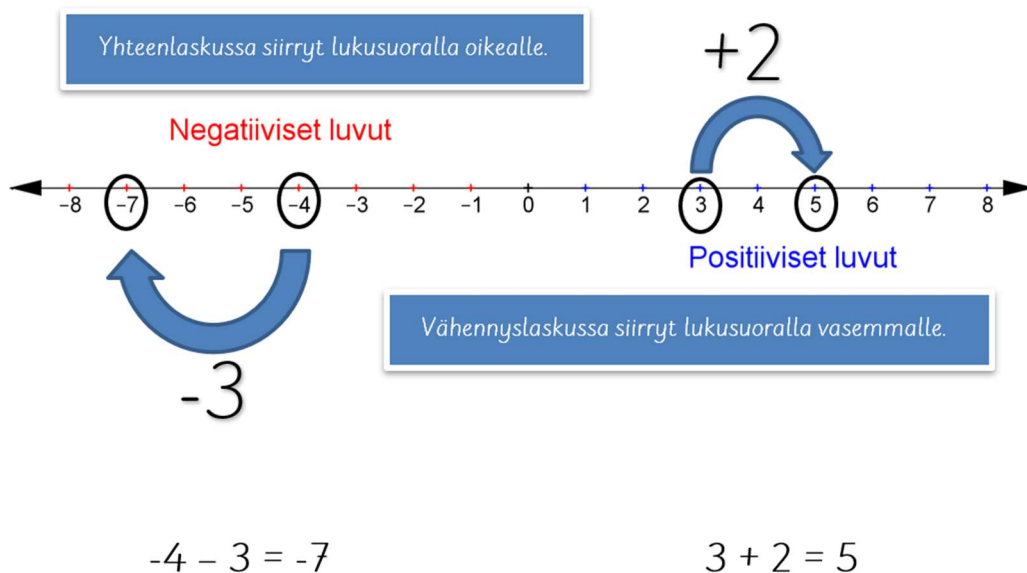 Yhteenlaskussa siirryt lukusuoralla oikealle.
+2
Negatiiviset luvut
–8 –7 –6 –5 –4 –3 –2 –1 0 1 2 3 4 5 6 7 8
Positiiviset luvut
Vähennyslaskussa siirryt lukusuoralla vasemmalle.
-3
-4 – 3 = -7
3 + 2 = 5